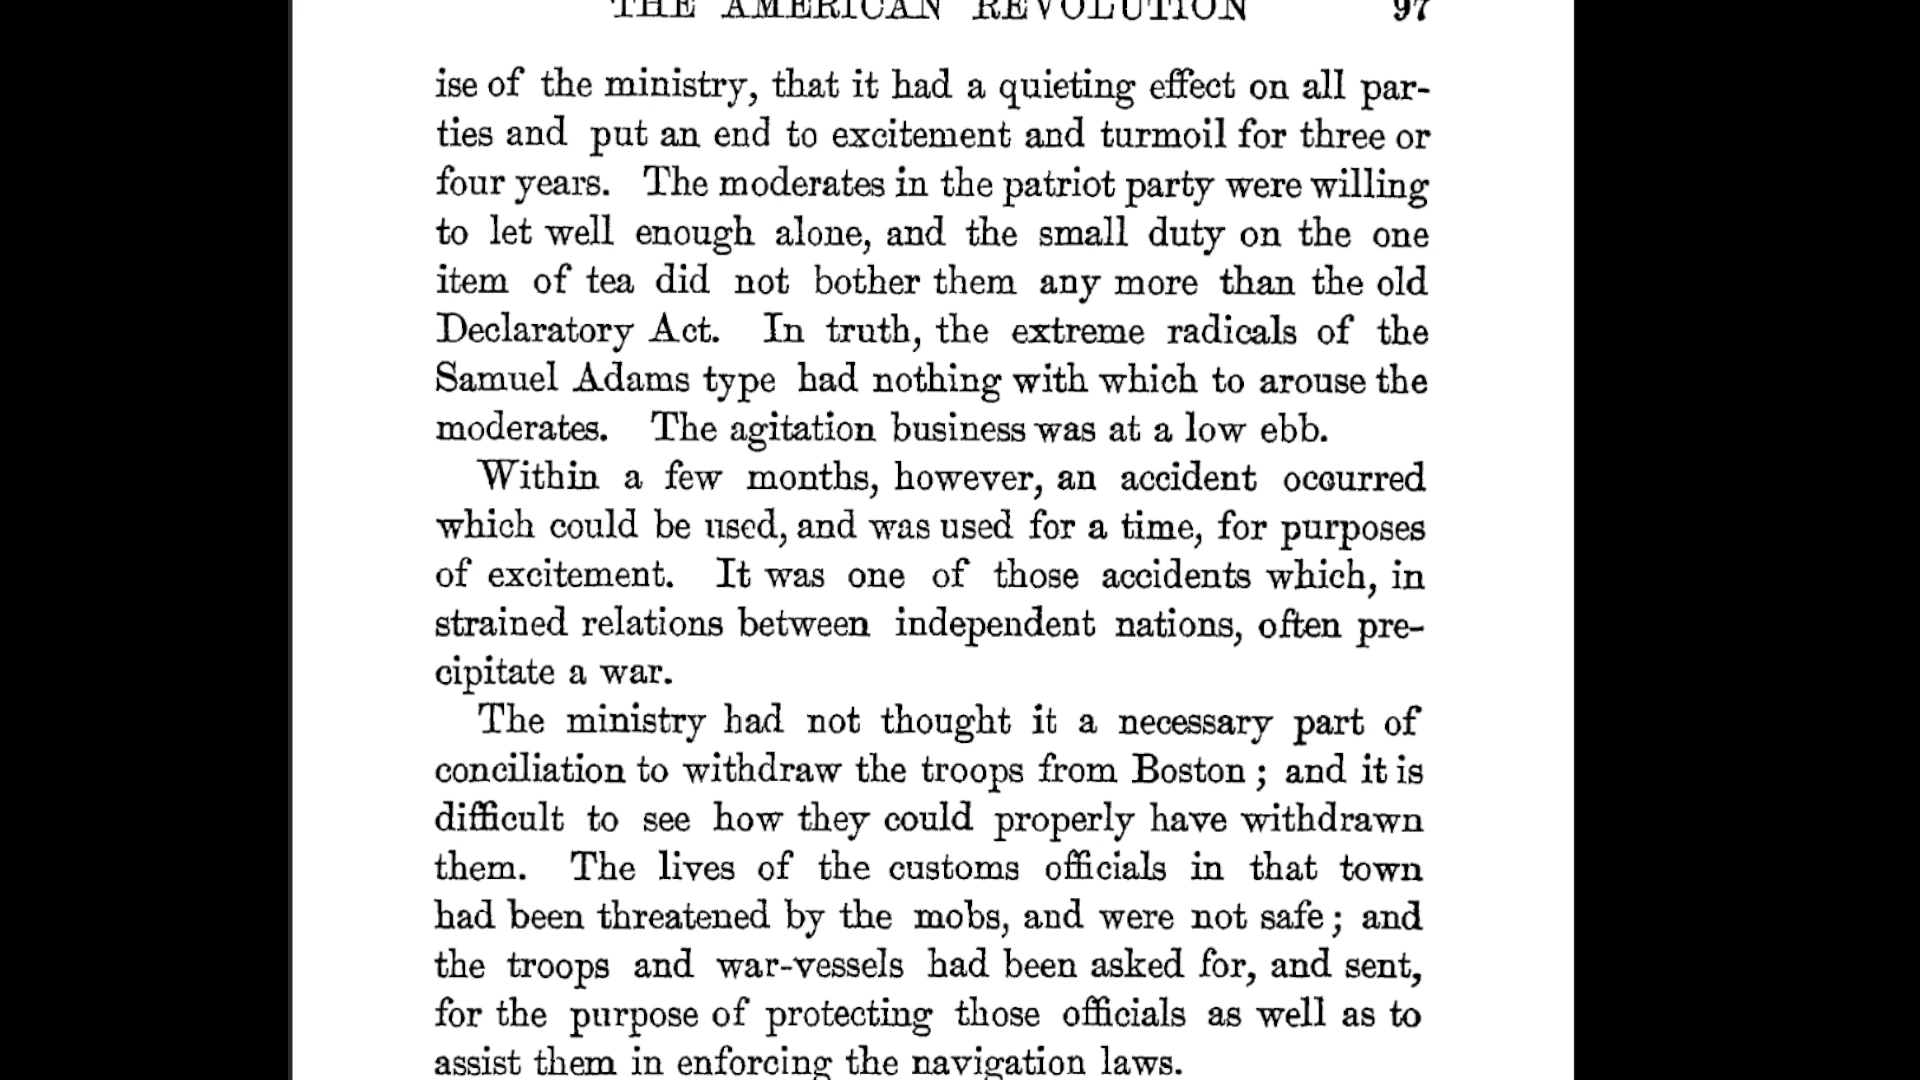 THE AMERICAN REVOLUTION 97
ise of the ministry, that it had a quieting effect on all par-
ties and put an end to excitement and turmoil for three or
four years. The moderates in the patriot party were willing
to let well enough alone, and the small duty on the one
item of tea did not bother them any more than the old
Declaratory Act. In truth, the extreme radicals of the
Samuel Adams type had nothing with which to arouse the
moderates. The agitation business was at a low ebb.
Within a few months, however, an accident occurred
which could be used, and was used for a time, for purposes
of excitement. It was one of those accidents which, in
strained relations between independent nations, often pre-
cipitate a war.
The ministry had not thought it a necessary part of
conciliation to withdraw the troops from Boston; and it is
difficult to see how they could properly have withdrawn
them. The lives of the customs officials in that town
had been threatened by the mobs, and were not safe; and
the troops and war-vessels had been asked for, and sent,
for the purpose of protecting those officials as well as to
assist them in enforcing the navigation laws.